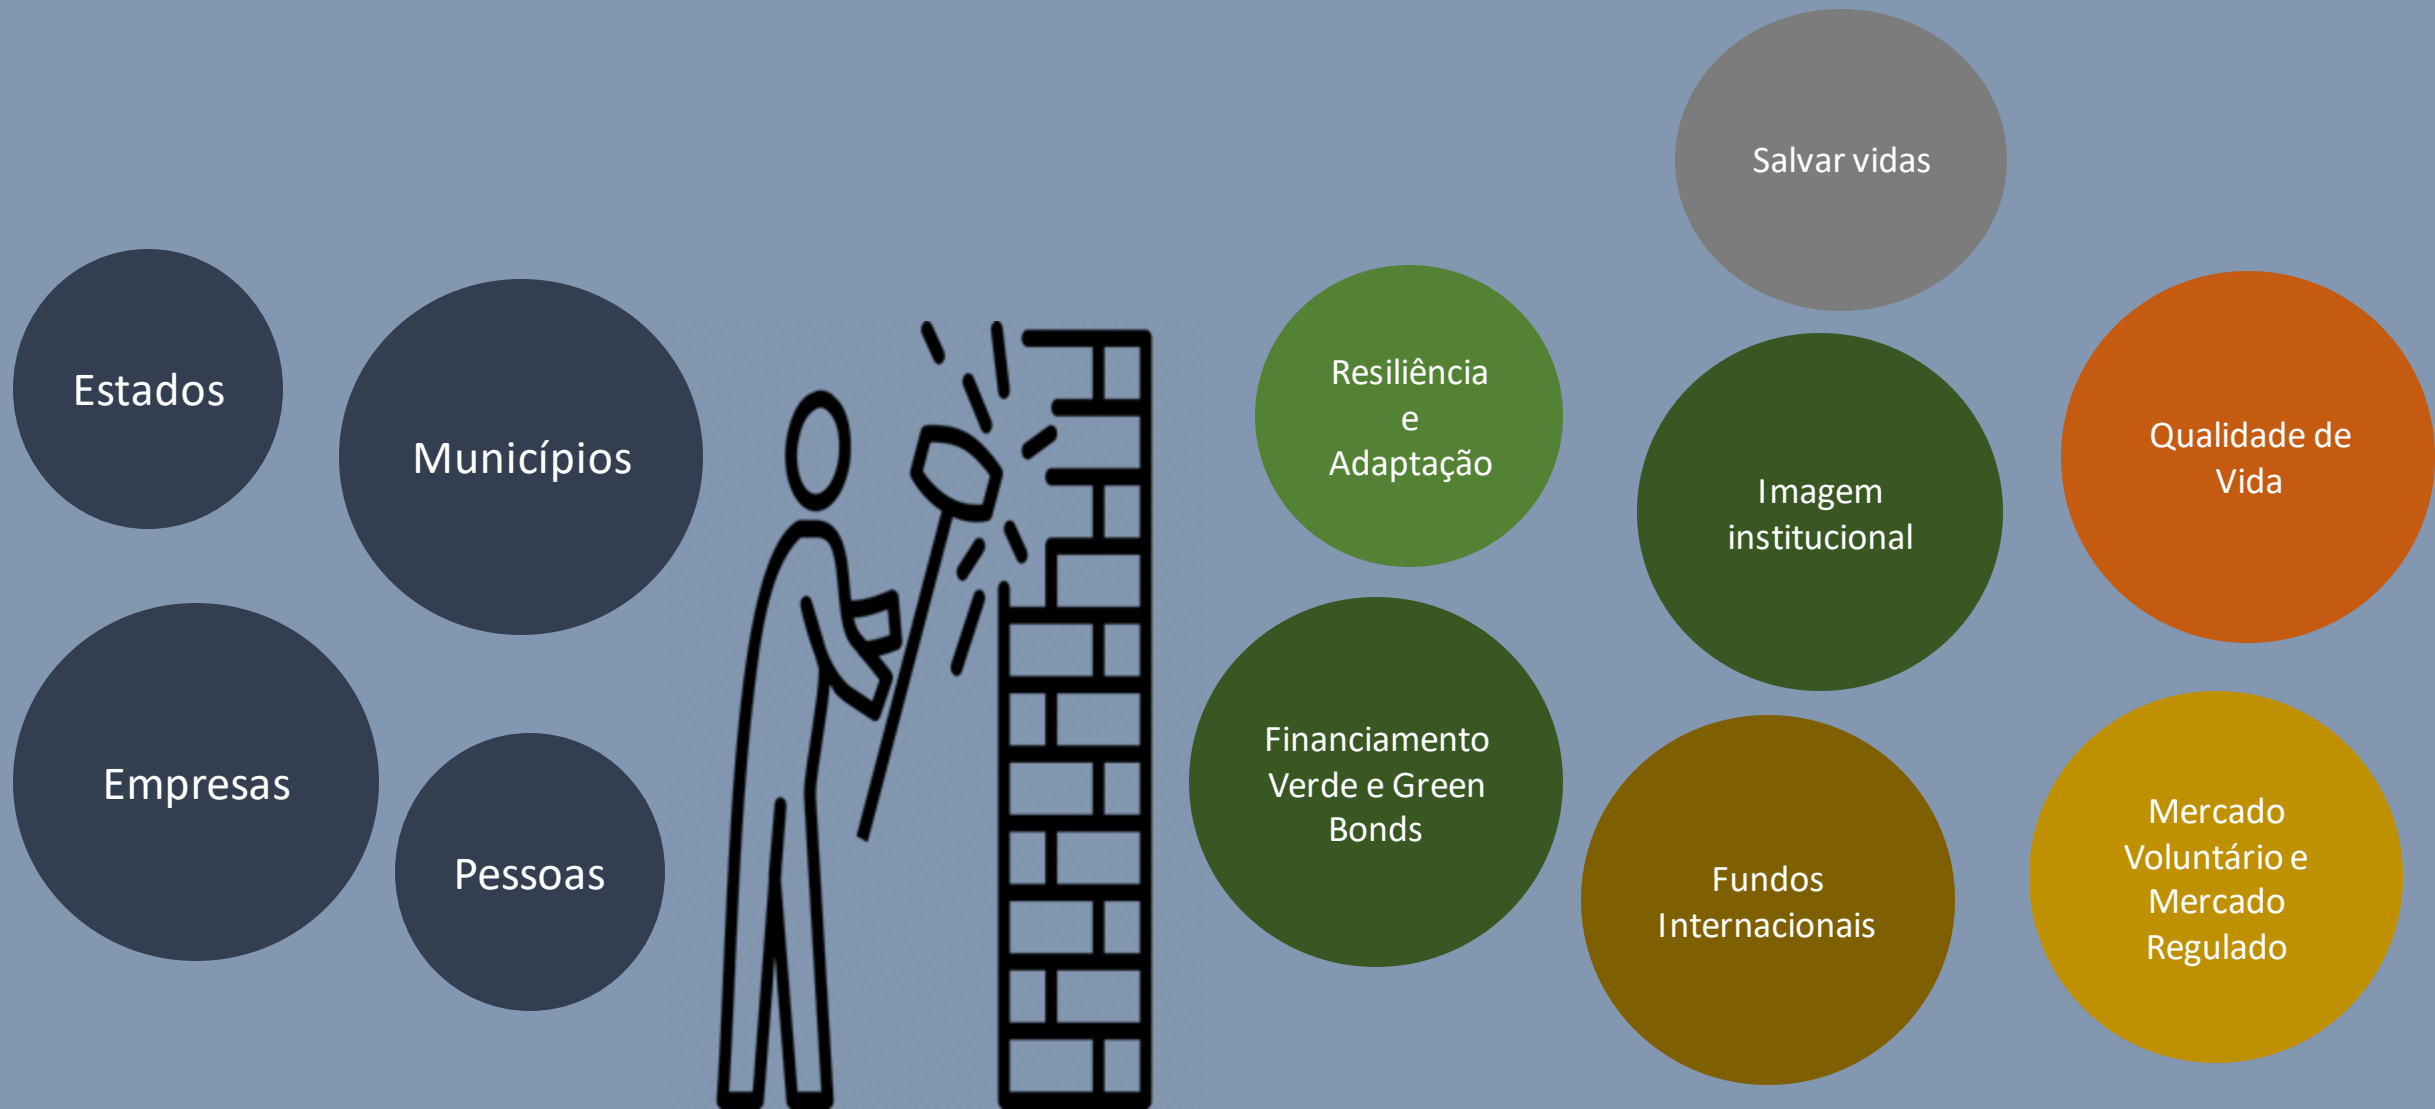 Estados
Municípios
Empresas
Pessoas
Resiliência
e
Adaptação
Financiamento
Verde e Green
Bonds
Salvar vidas
Imagem
institucional
Fundos
Internacionais
Qualidade de
Vida
Mercado
Voluntário e
Mercado
Regulado